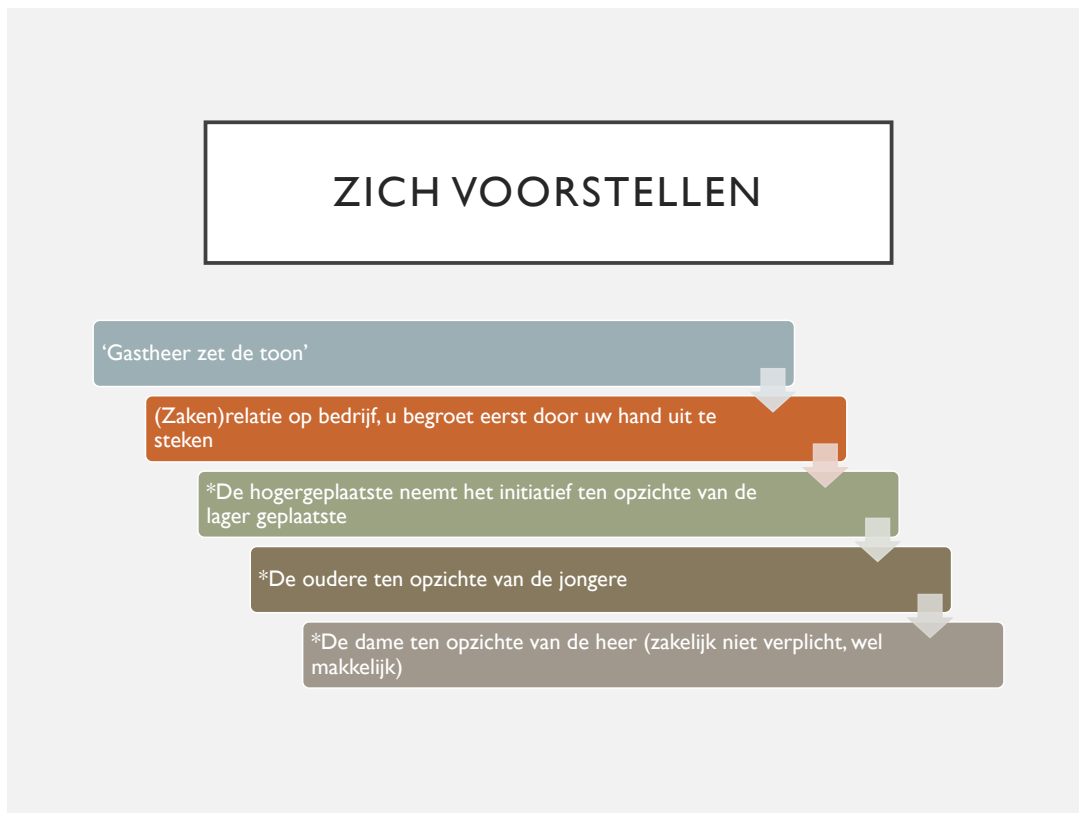 ZICH VOORSTELLEN
‘Gastheer zet de toon’
(Zaken)relatie op bedrijf, u begroet eerst door uw hand uit te
steken
*De hogergeplaatste neemt het initiatief ten opzichte van de
lager geplaatste
*De oudere ten opzichte van de jongere
*De dame ten opzichte van de heer (zakelijk niet verplicht, wel
makkelijk)